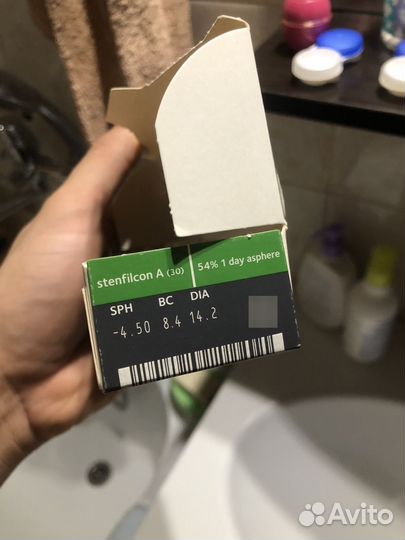 stenfilcon A (30) 54% 1 day asphere
SPH BC DIA
-4.50 8.4 14.2
Avito